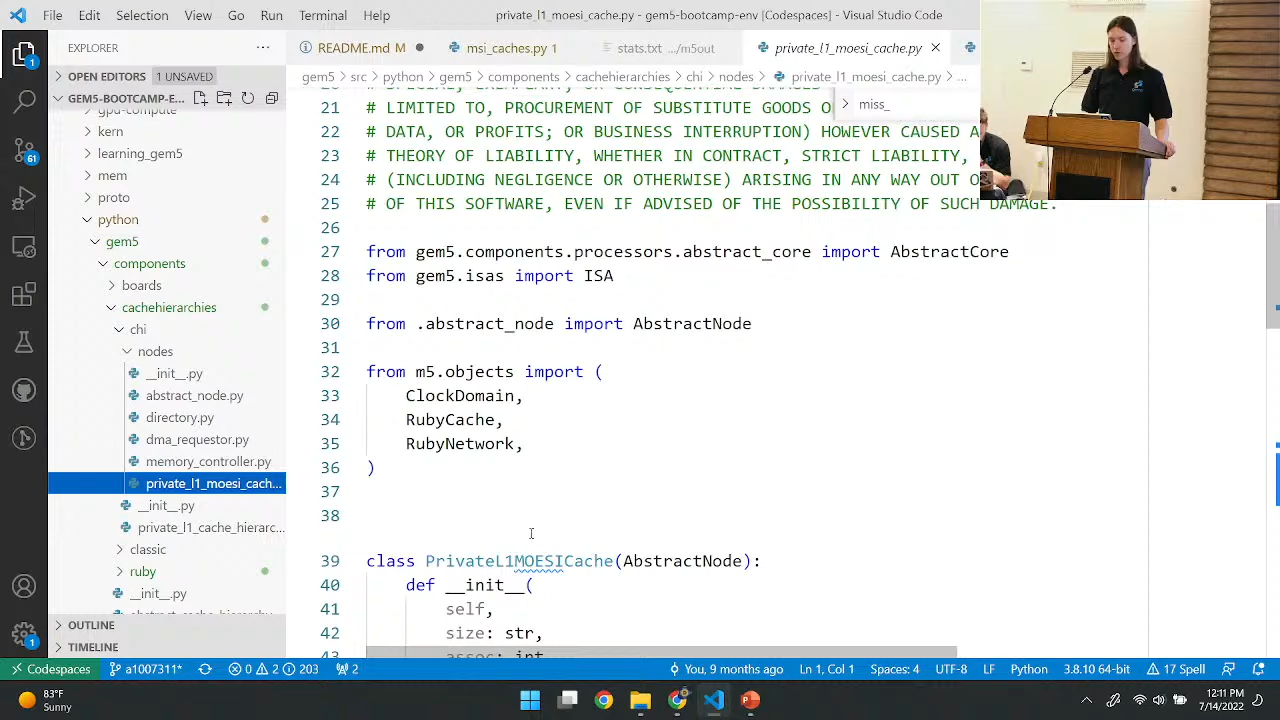 File Edit Selection View Go Run Terminal Help
private_l1_moesi_cache.py - gem5-bootcamp-env [Codespaces] - Visual Studio Code
EXPLORER
OPEN EDITORS 1 UNSAVED
GEM5-BOOTCAMP-E...
kern
learning_gem5
mem
proto
python
gem5
components
boards
cachehierarchies
chi
nodes
__init__.py
abstract_node.py
directory.py
dma_requestor.py
memory_controller.py
private_l1_moesi_cach...
__init__.py
private_l1_cache_hierarc...
classic
ruby
__init__.py
OUTLINE
TIMELINE
README.md M
msi_caches.py 1
stats.txt .../m5out
private_l1_moesi_cache.py
gem5 > src > python > gem5 > components > cachehierarchies > chi > nodes > private_l1_moesi_cache.py > ...
miss_
21 # LIMITED TO, PROCUREMENT OF SUBSTITUTE GOODS O
22 # DATA, OR PROFITS; OR BUSINESS INTERRUPTION) HOWEVER CAUSED A
23 # THEORY OF LIABILITY, WHETHER IN CONTRACT, STRICT LIABILITY,
24 # (INCLUDING NEGLIGENCE OR OTHERWISE) ARISING IN ANY WAY OUT O
25 # OF THIS SOFTWARE, EVEN IF ADVISED OF THE POSSIBILITY OF SUCH DAMAGE.
26
27 from gem5.components.processors.abstract_core import AbstractCore
28 from gem5.isas import ISA
29
30 from .abstract_node import AbstractNode
31
32 from m5.objects import (
33 ClockDomain,
34 RubyCache,
35 RubyNetwork,
36 )
37
38
39 class PrivateL1MOESICache(AbstractNode):
40 def __init__(
41 self,
42 size: str,
43 assoc: int
Codespaces a1007311* 0 2 203 2 You, 9 months ago Ln 1, Col 1 Spaces: 4 UTF-8 LF Python 3.8.10 64-bit 17 Spell
83°F
Sunny
12:11 PM
7/14/2022